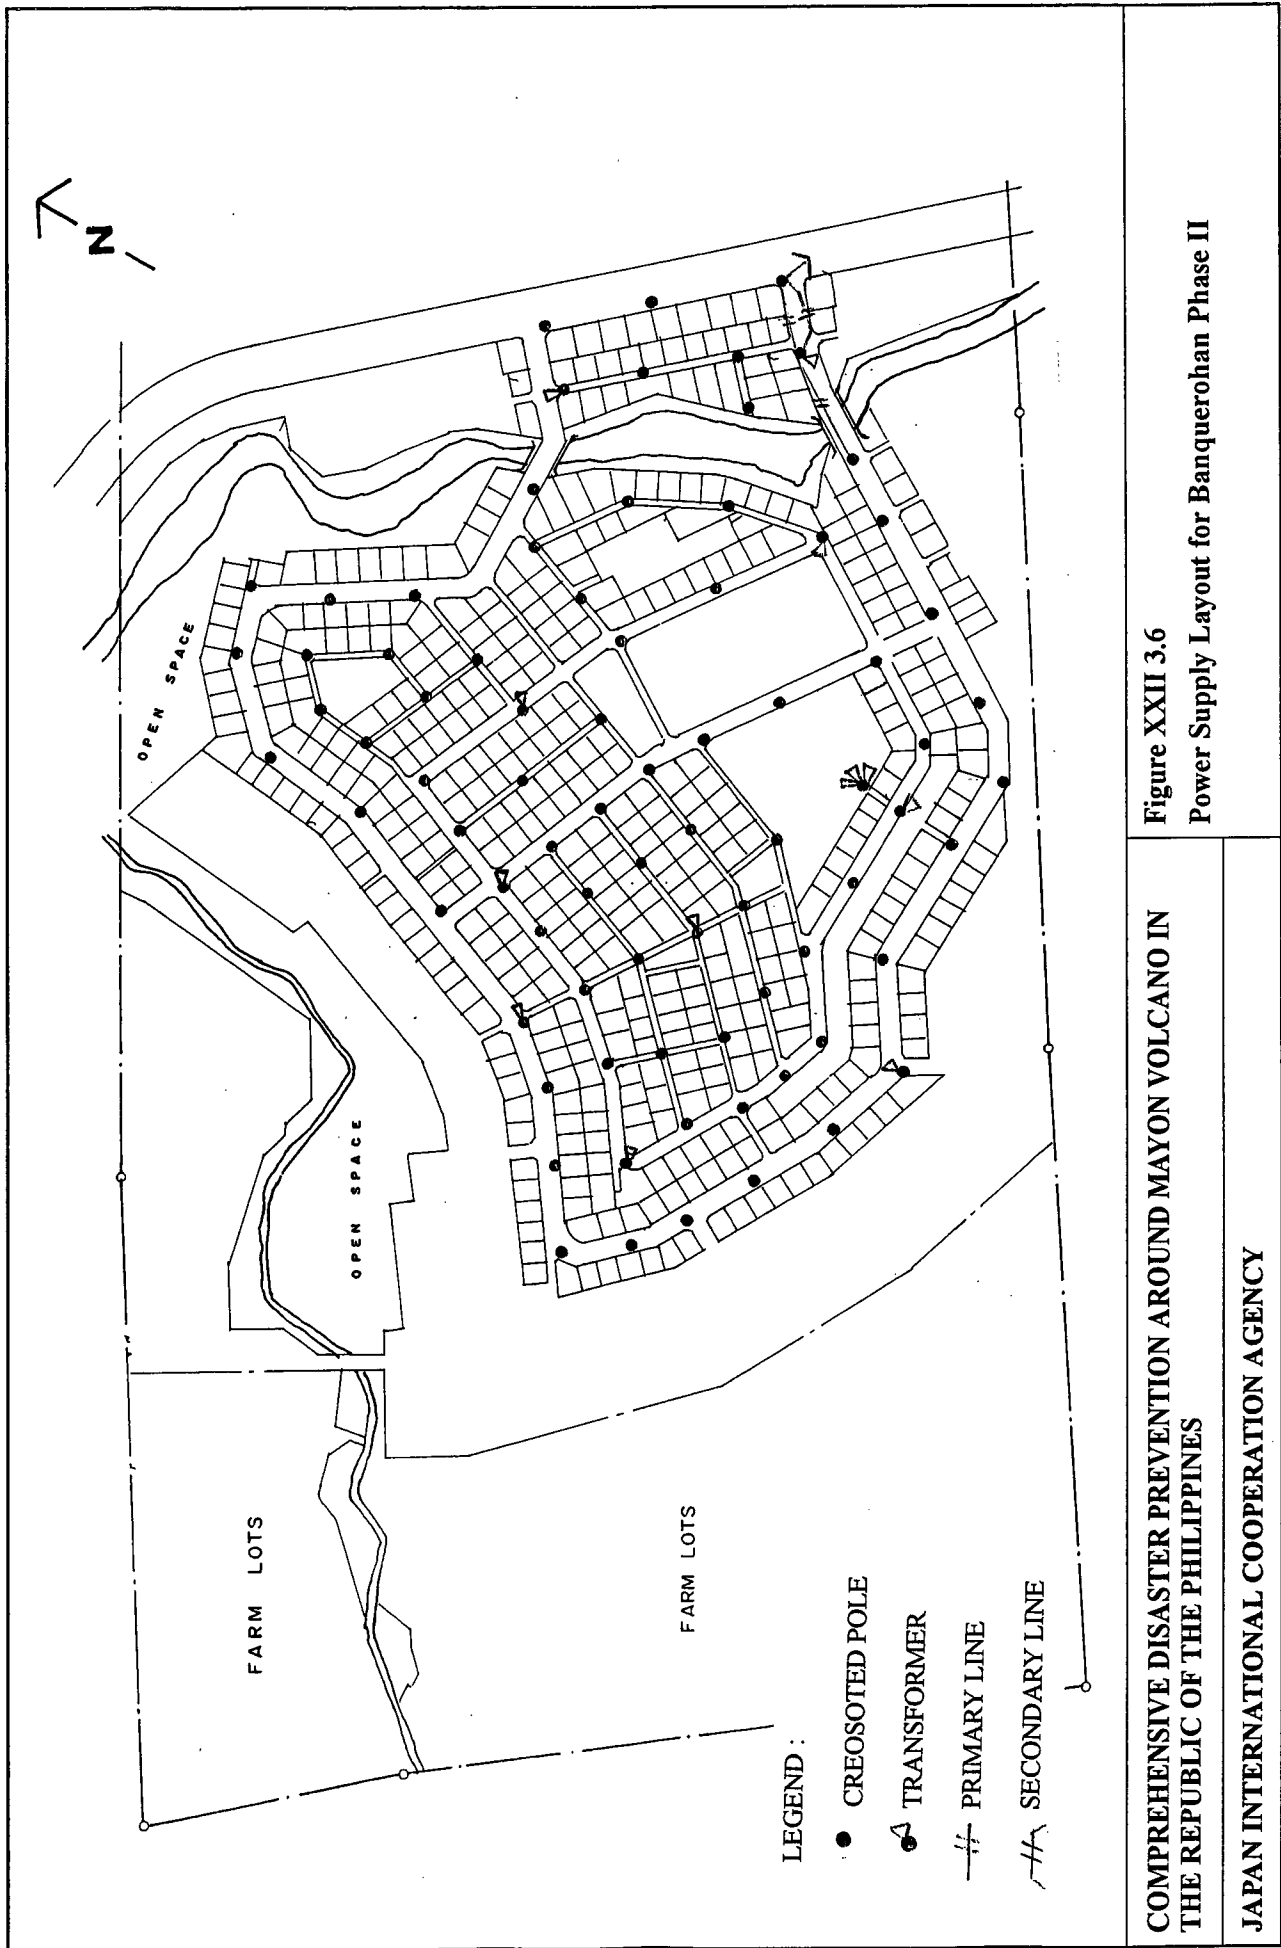 N
OPEN SPACE
OPEN SPACE
FARM LOTS
FARM LOTS
LEGEND :
CREOSOTED POLE
TRANSFORMER
PRIMARY LINE
SECONDARY LINE
COMPREHENSIVE DISASTER PREVENTION AROUND MAYON VOLCANO IN
THE REPUBLIC OF THE PHILIPPINES
JAPAN INTERNATIONAL COOPERATION AGENCY
Figure XXII 3.6
Power Supply Layout for Banquerohan Phase II